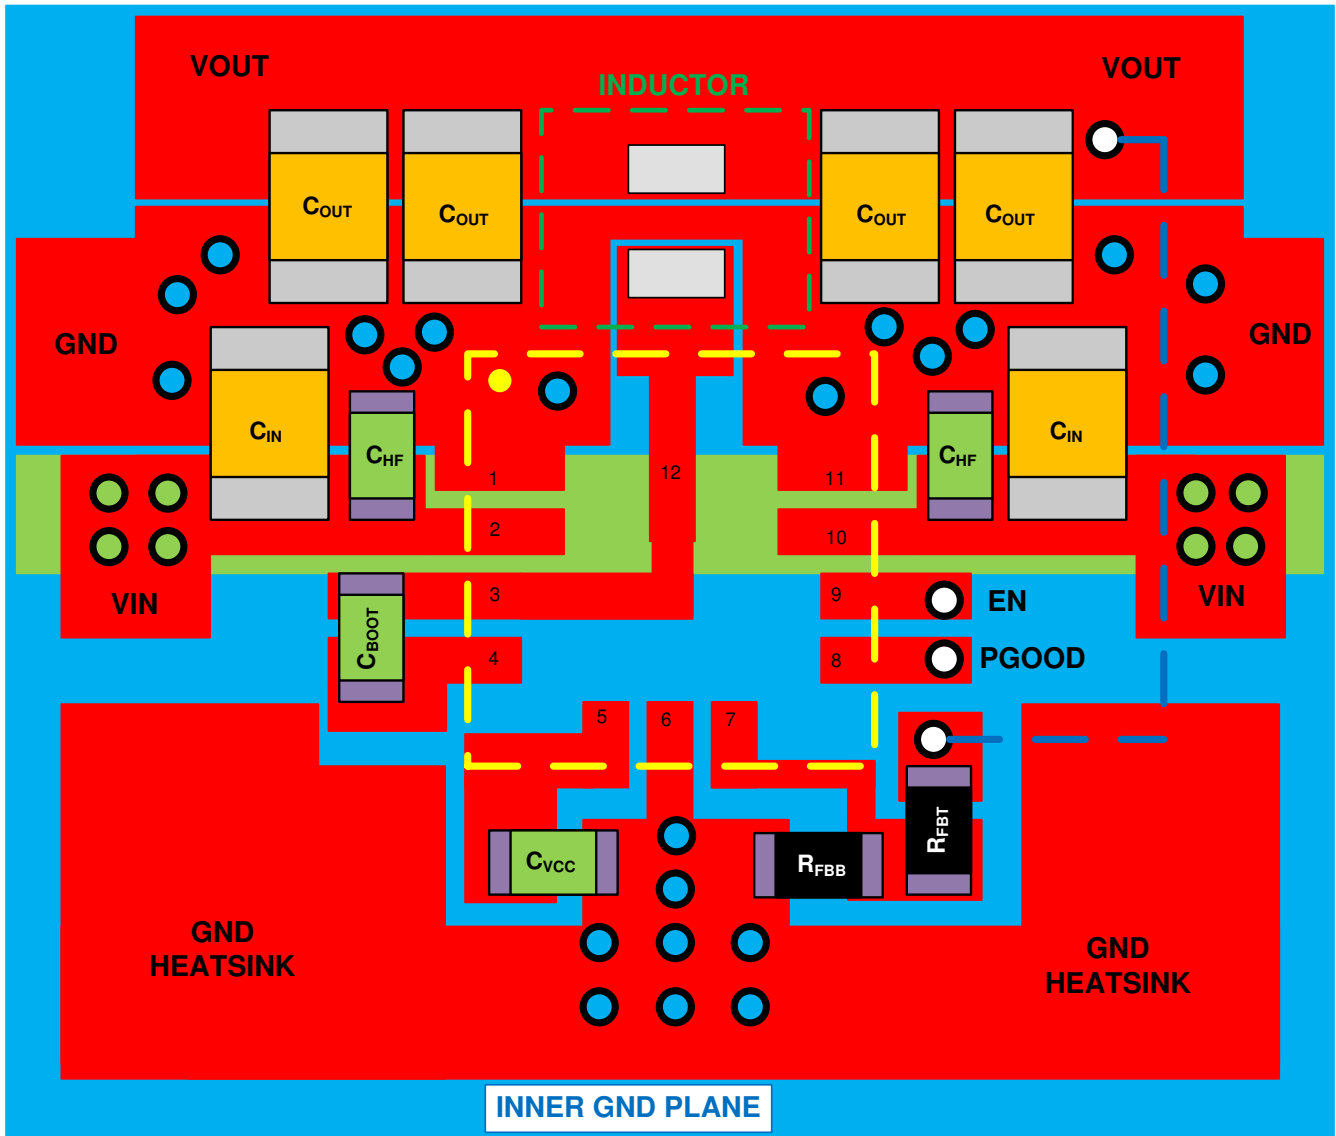 VOUT
VOUT
INDUCTOR
COUT
COUT
COUT
COUT
GND
GND
CIN
CHF
CHF
CIN
1
12
11
2
10
VIN
3
9
EN
VIN
CBOOT
4
8
PGOOD
5
6
7
CVCC
RFBB
RFBT
GND
HEATSINK
GND
HEATSINK
INNER GND PLANE